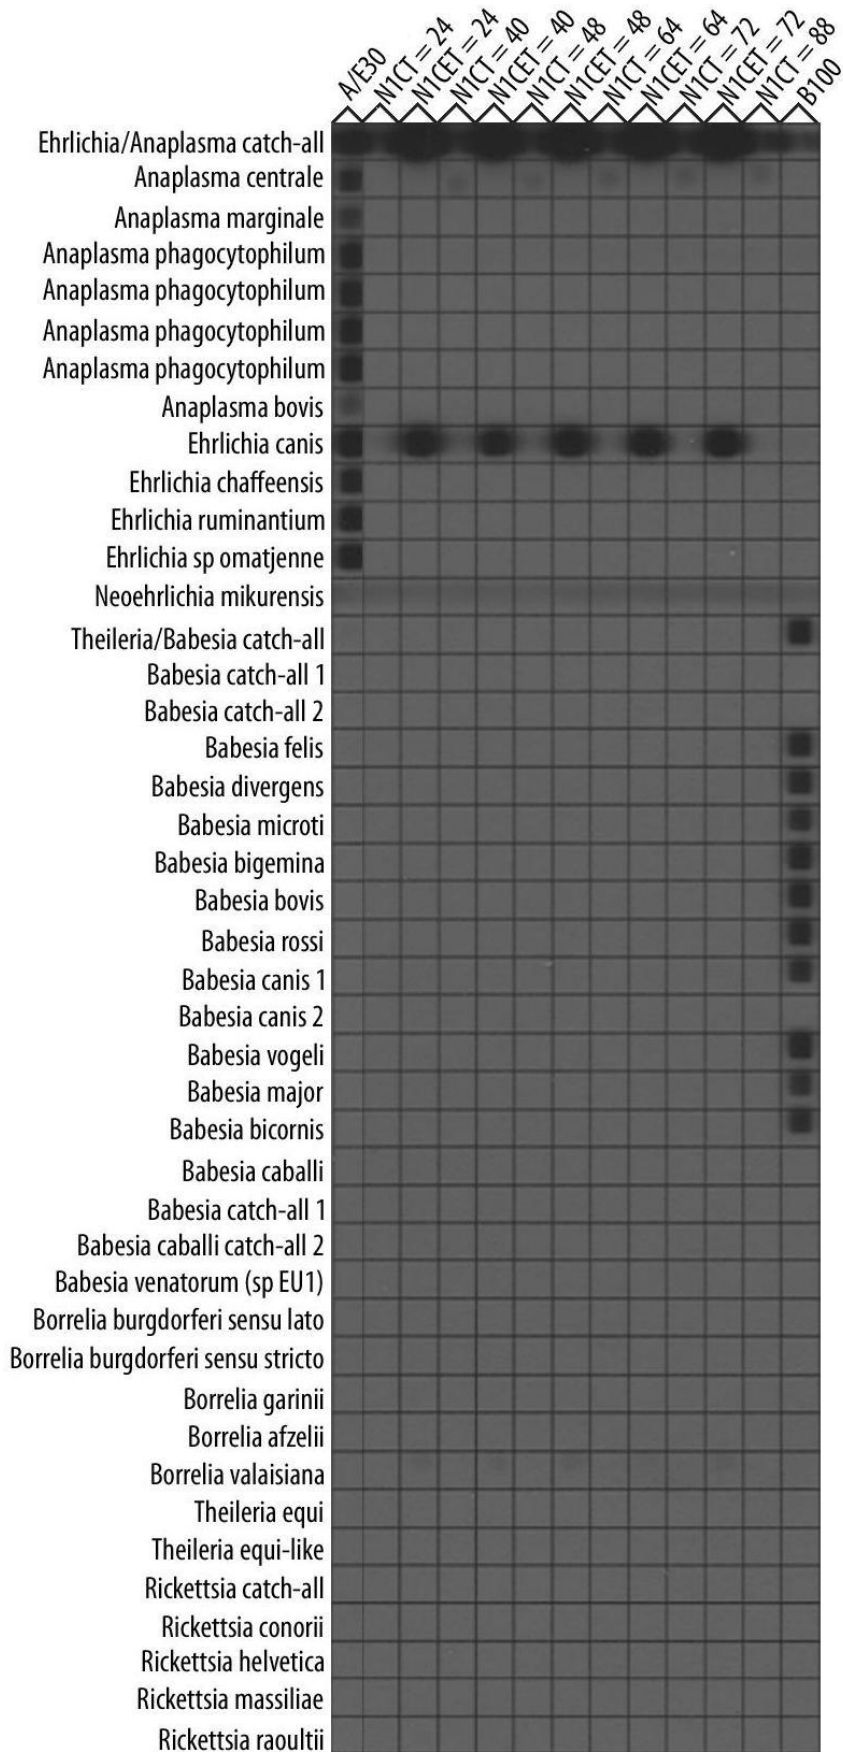 A/E30
N1CT = 24
N1CET = 24
N1CT = 40
N1CET = 40
N1CT = 48
N1CET = 48
N1CT = 64
N1CET = 64
N1CT = 72
N1CET = 72
N1CT = 88
B100
Ehrlichia/Anaplasma catch-all
Anaplasma centrale
Anaplasma marginale
Anaplasma phagocytophilum
Anaplasma phagocytophilum
Anaplasma phagocytophilum
Anaplasma phagocytophilum
Anaplasma bovis
Ehrlichia canis
Ehrlichia chaffeensis
Ehrlichia ruminantium
Ehrlichia sp omatjenne
Neoehrlichia mikurensis
Theileria/Babesia catch-all
Babesia catch-all 1
Babesia catch-all 2
Babesia felis
Babesia divergens
Babesia microti
Babesia bigemina
Babesia bovis
Babesia rossi
Babesia canis 1
Babesia canis 2
Babesia vogeli
Babesia major
Babesia bicornis
Babesia caballi
Babesia catch-all 1
Babesia caballi catch-all 2
Babesia venatorum (sp EU1)
Borrelia burgdorferi sensu lato
Borrelia burgdorferi sensu stricto
Borrelia garinii
Borrelia afzelii
Borrelia valaisiana
Theileria equi
Theileria equi-like
Rickettsia catch-all
Rickettsia conorii
Rickettsia helvetica
Rickettsia massiliae
Rickettsia raoultii